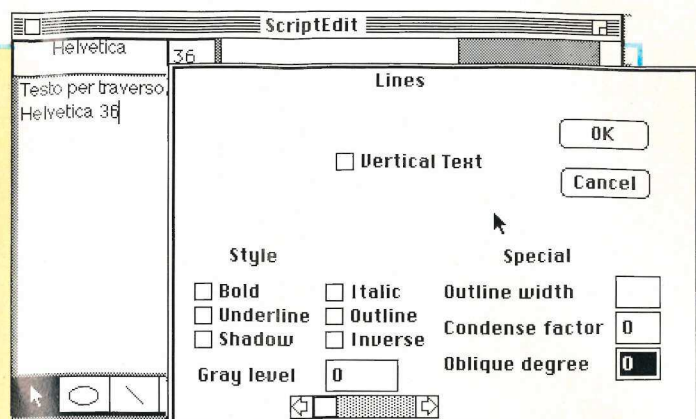 ScriptEdit
Helvetica
36
Testo per traverso,
Helvetica 36
Lines
OK
Vertical Text
Cancel
Style
Special
Bold
Italic
Outline width
Underline
Outline
Condense factor 0
Shadow
Inverse
Oblique degree 0
Gray level 0